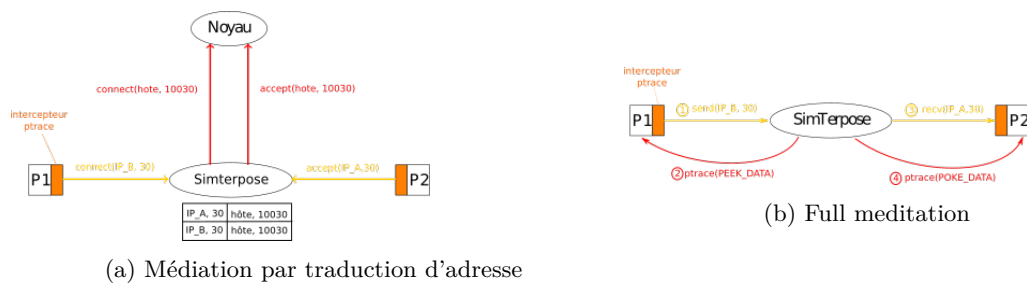 Noyau
connect(hote, 10030)
accept(hote, 10030)
intercepteur
ptrace
P1
connect(IP_B, 30)
Simterpose
accept(IP_A,30)
P2
IP_A, 30 hôte, 10030
IP_B, 30 hôte, 10030
(a) Médiation par traduction d'adresse
intercepteur
ptrace
P1
1 send(IP_B, 30)
SimTerpose
3 recv(IP_A,30)
P2
2 ptrace(PEEK_DATA)
4 ptrace(POKE_DATA)
(b) Full meditation